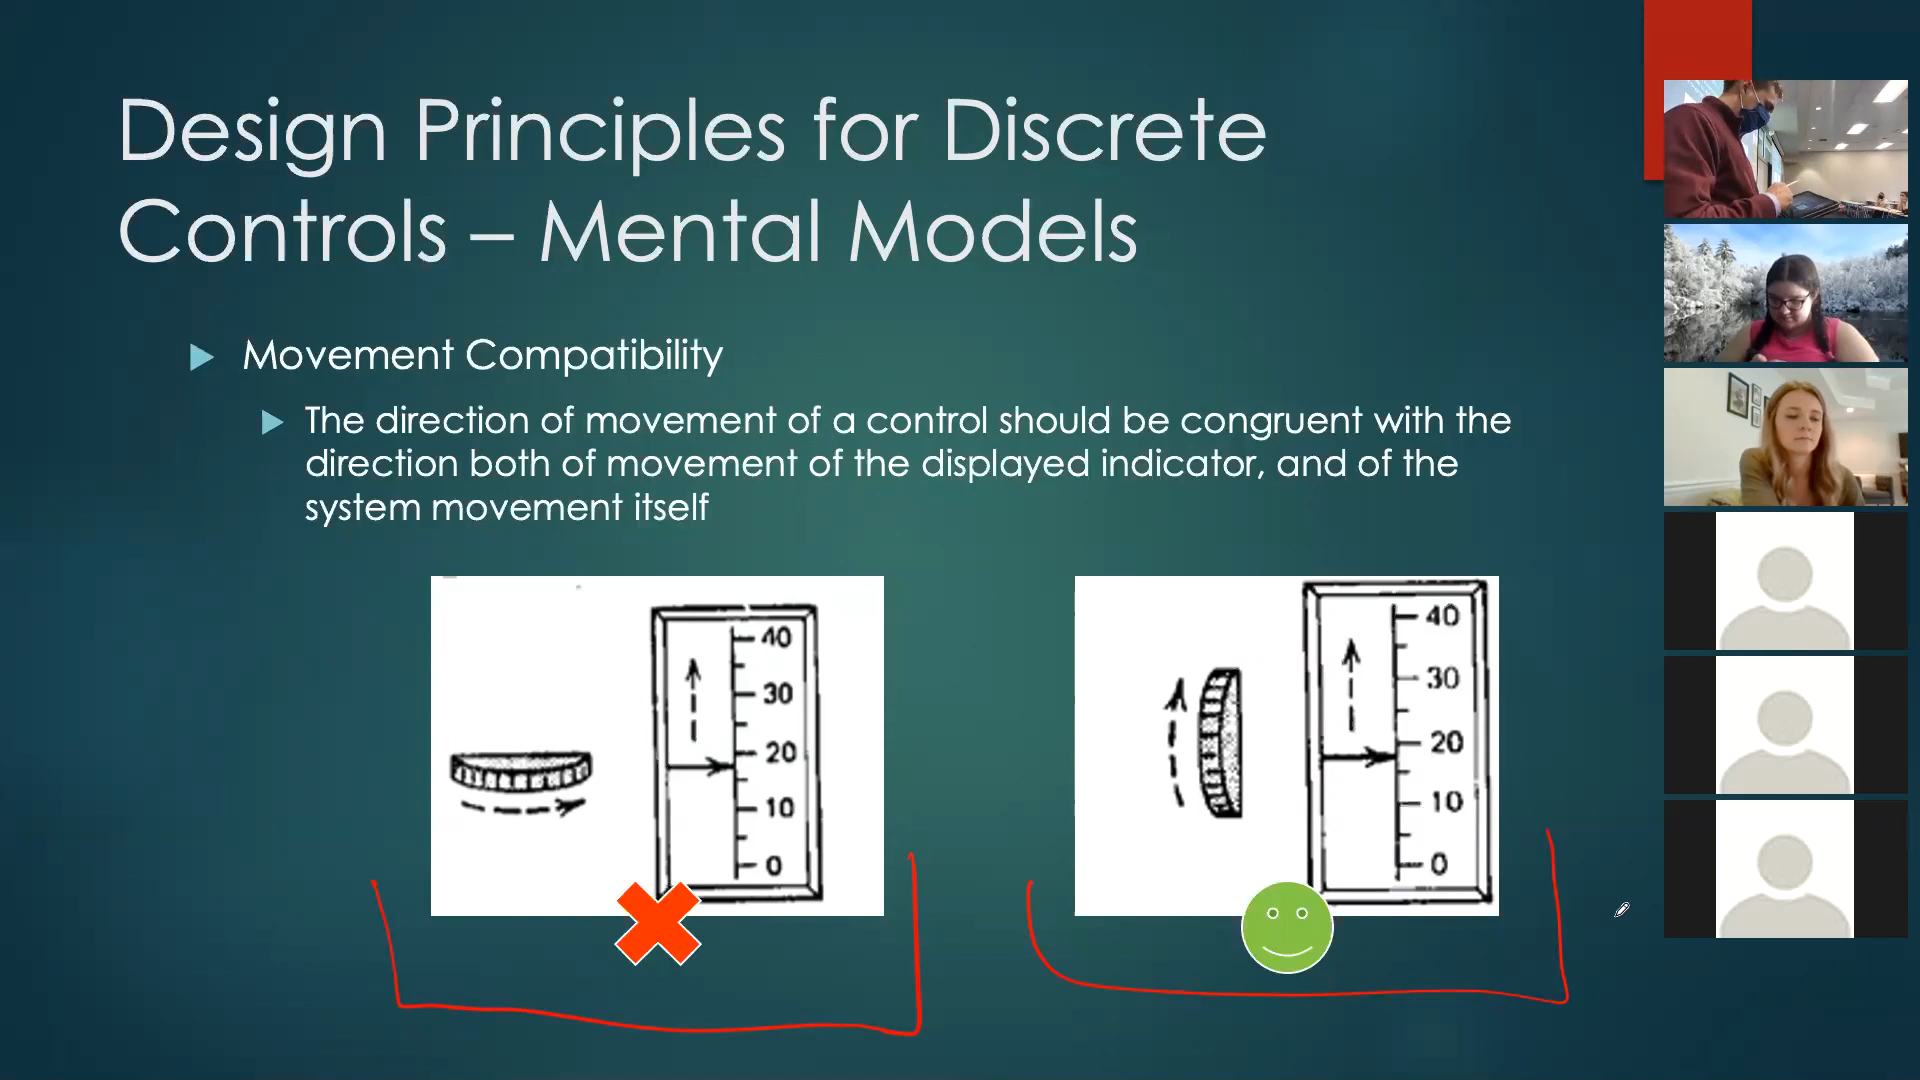 Design Principles for Discrete
Controls – Mental Models
Movement Compatibility
The direction of movement of a control should be congruent with the
direction both of movement of the displayed indicator, and of the
system movement itself
40
30
20
10
0
40
30
20
10
0